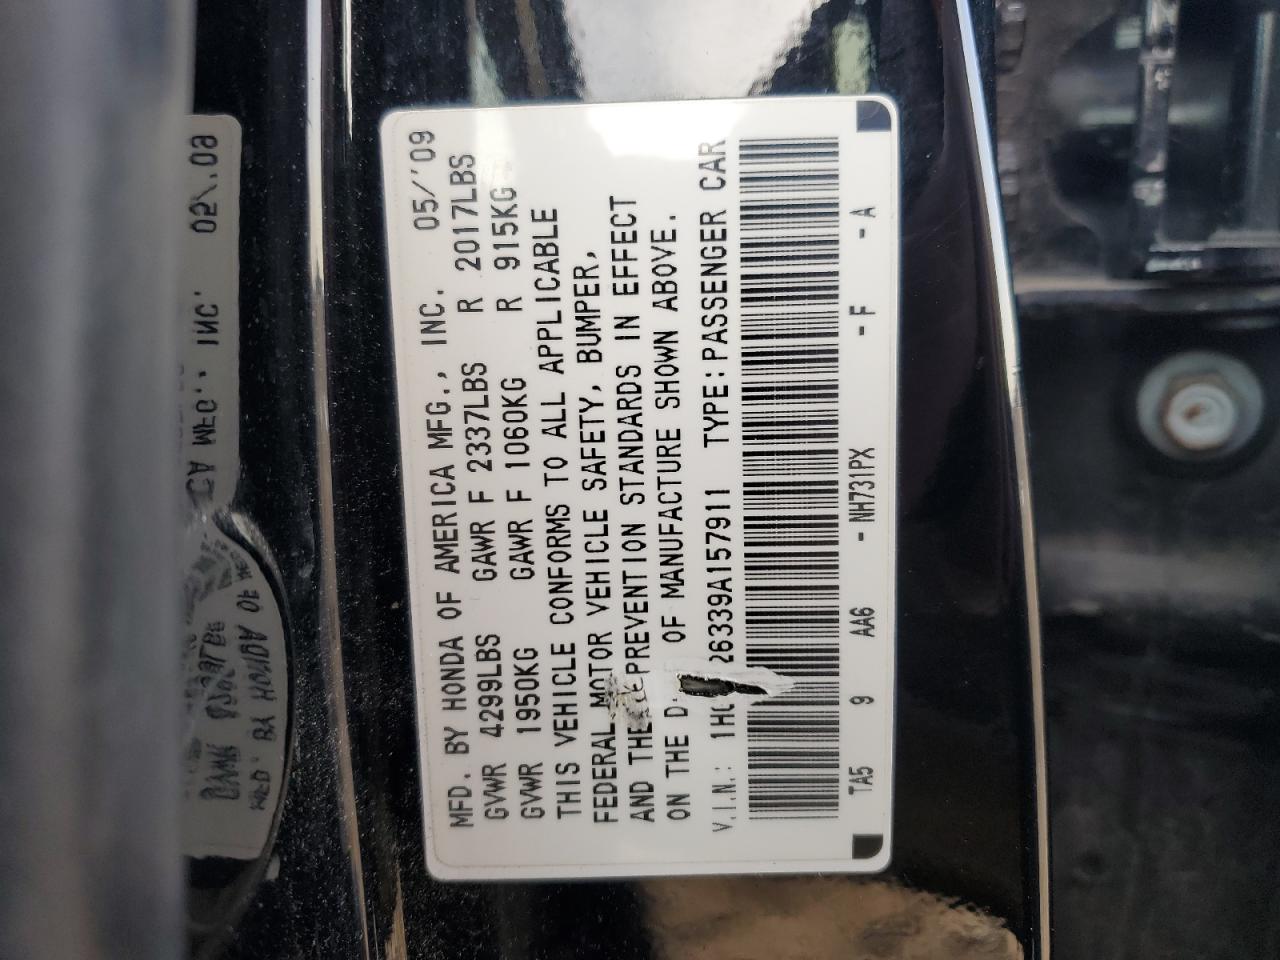 MFD. BY HONDA OF AMERICA MFG., INC. 05/'09
GVWR 4299LBS GAWR F 2337LBS R 2017LBS
GVWR 1950KG GAWR F 1060KG R 915KG
THIS VEHICLE CONFORMS TO ALL APPLICABLE
FEDERAL MOTOR VEHICLE SAFETY, BUMPER,
AND THE PREVENTION STANDARDS IN EFFECT
ON THE OF MANUFACTURE SHOWN ABOVE.
V.I.N.: TYPE:PASSENGER CAR
TA5 9 AA6 - NH731PX - F - A